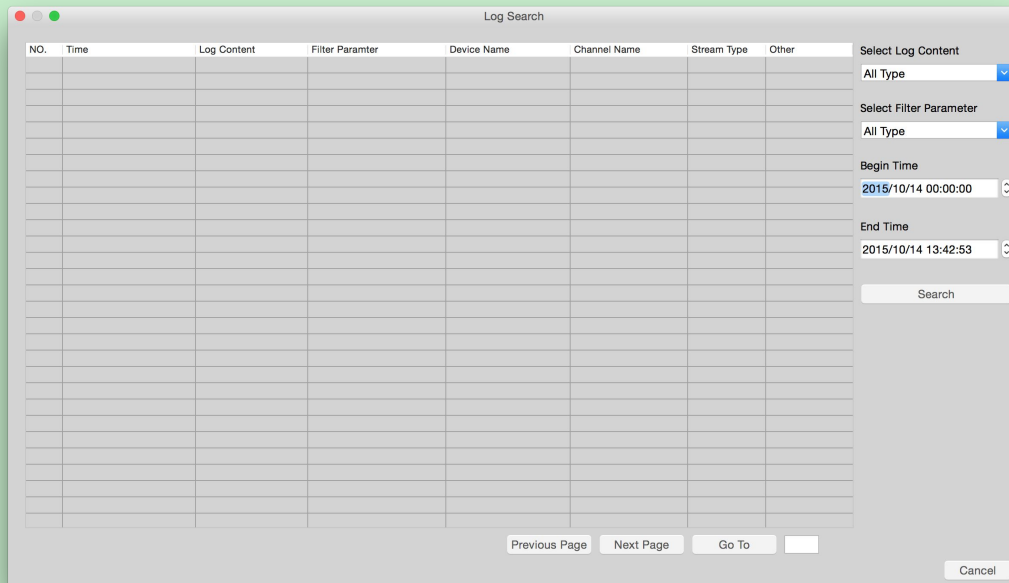 Log Search
NO. Time Log Content Filter Paramter Device Name Channel Name Stream Type Other
Select Log Content
All Type
Select Filter Parameter
All Type
Begin Time
2015/10/14 00:00:00
End Time
2015/10/14 13:42:53
Search
Previous Page Next Page Go To
Cancel